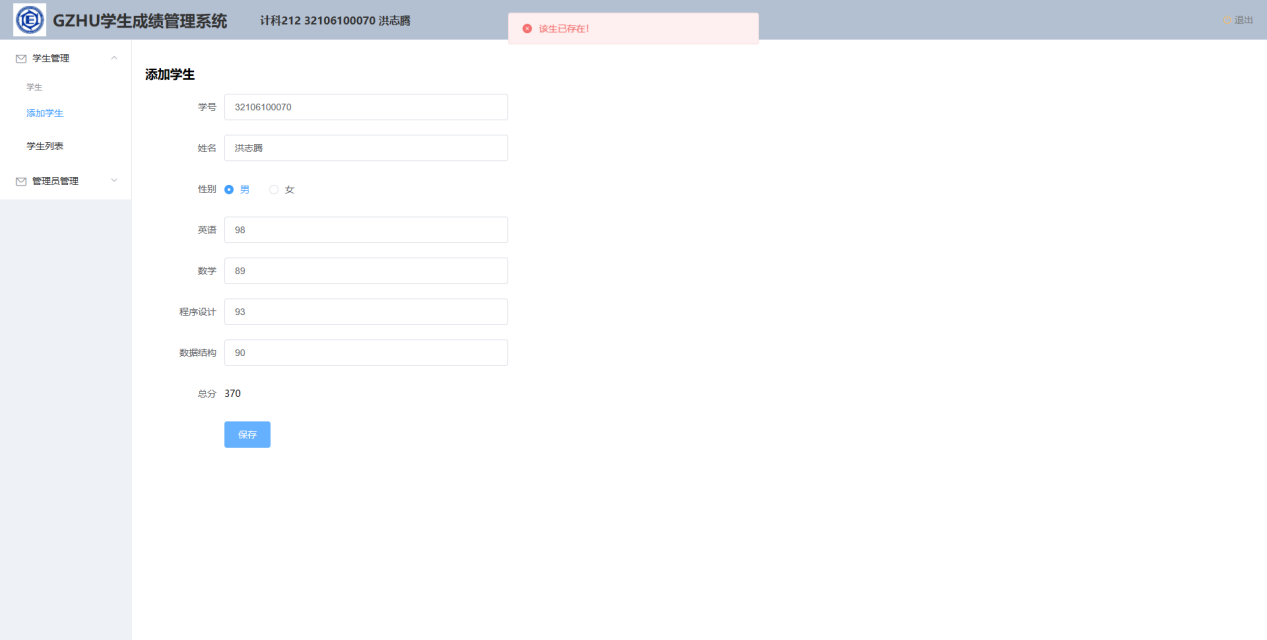 GZHU学生成绩管理系统 计科212 32106100070 洪志腾
该生已存在!
退出
学生管理
学生
添加学生
学生列表
管理员管理
添加学生
学号 32106100070
姓名 洪志腾
性别 男 女
英语 98
数学 89
程序设计 93
数据结构 90
总分 370
保存